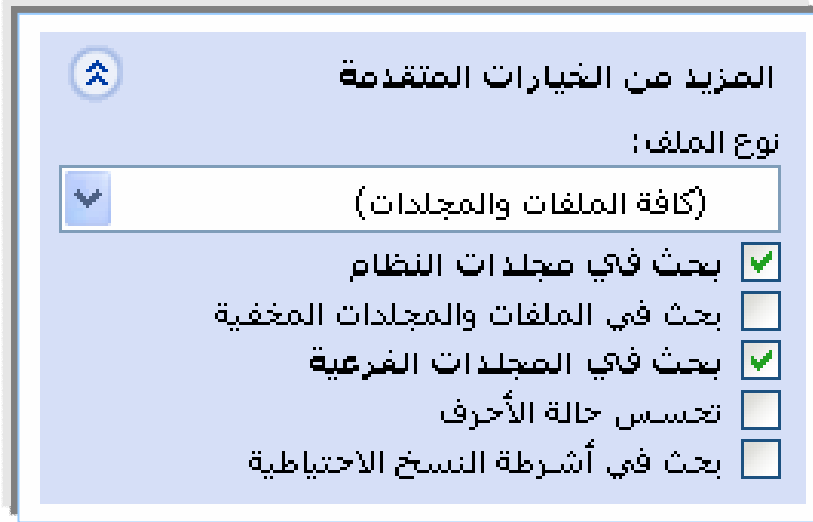 المزيد من الخيارات المتقدمة
نوع الملف:
(كافة الملفات والمجلدات)
بحث في مجلدات النظام
بحث في الملفات والمجلدات المخفية
بحث في المجلدات الفرعية
تحسس حالة الأحرف
بحث في أشرطة النسخ الاحتياطية